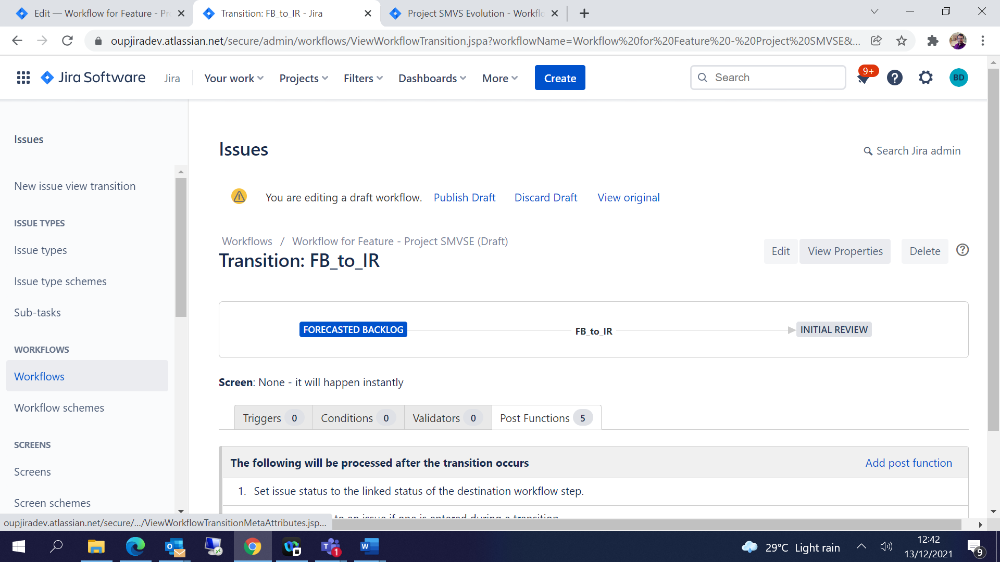 Edit — Workflow for Feature - Pr
Transition: FB_to_IR - Jira
Project SMVS Evolution - Workflo
oupjiradev.atlassian.net/secure/admin/workflows/ViewWorkflowTransition.jspa?workflowName=Workflow%20for%20Feature%20-%20Project%20SMVSE&...
Jira Software
Jira
Your work
Projects
Filters
Dashboards
More
Create
Search
9+
BD
Issues
New issue view transition
ISSUE TYPES
Issue types
Issue type schemes
Sub-tasks
WORKFLOWS
Workflows
Workflow schemes
SCREENS
Screens
Screen schemes
Issues
Search Jira admin
You are editing a draft workflow. Publish Draft Discard Draft View original
Workflows / Workflow for Feature - Project SMVSE (Draft)
Transition: FB_to_IR
Edit
View Properties
Delete
FORECASTED BACKLOG
FB_to_IR
INITIAL REVIEW
Screen: None - it will happen instantly
Triggers 0
Conditions 0
Validators 0
Post Functions 5
The following will be processed after the transition occurs
Add post function
1. Set issue status to the linked status of the destination workflow step.
to an issue if one is entered during a transition
oupjiradev.atlassian.net/secure/.../ViewWorkflowTransitionMetaAttributes.jsp...
1
29°C Light rain
12:42
13/12/2021
9